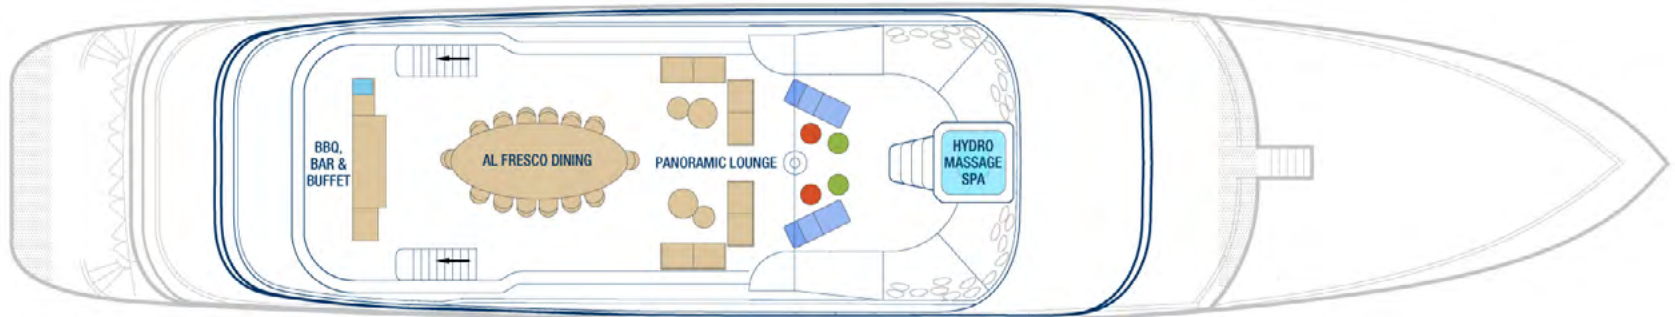 BBQ,
BAR &
BUFFET
AL FRESCO DINING
PANORAMIC LOUNGE
HYDRO
MASSAGE
SPA